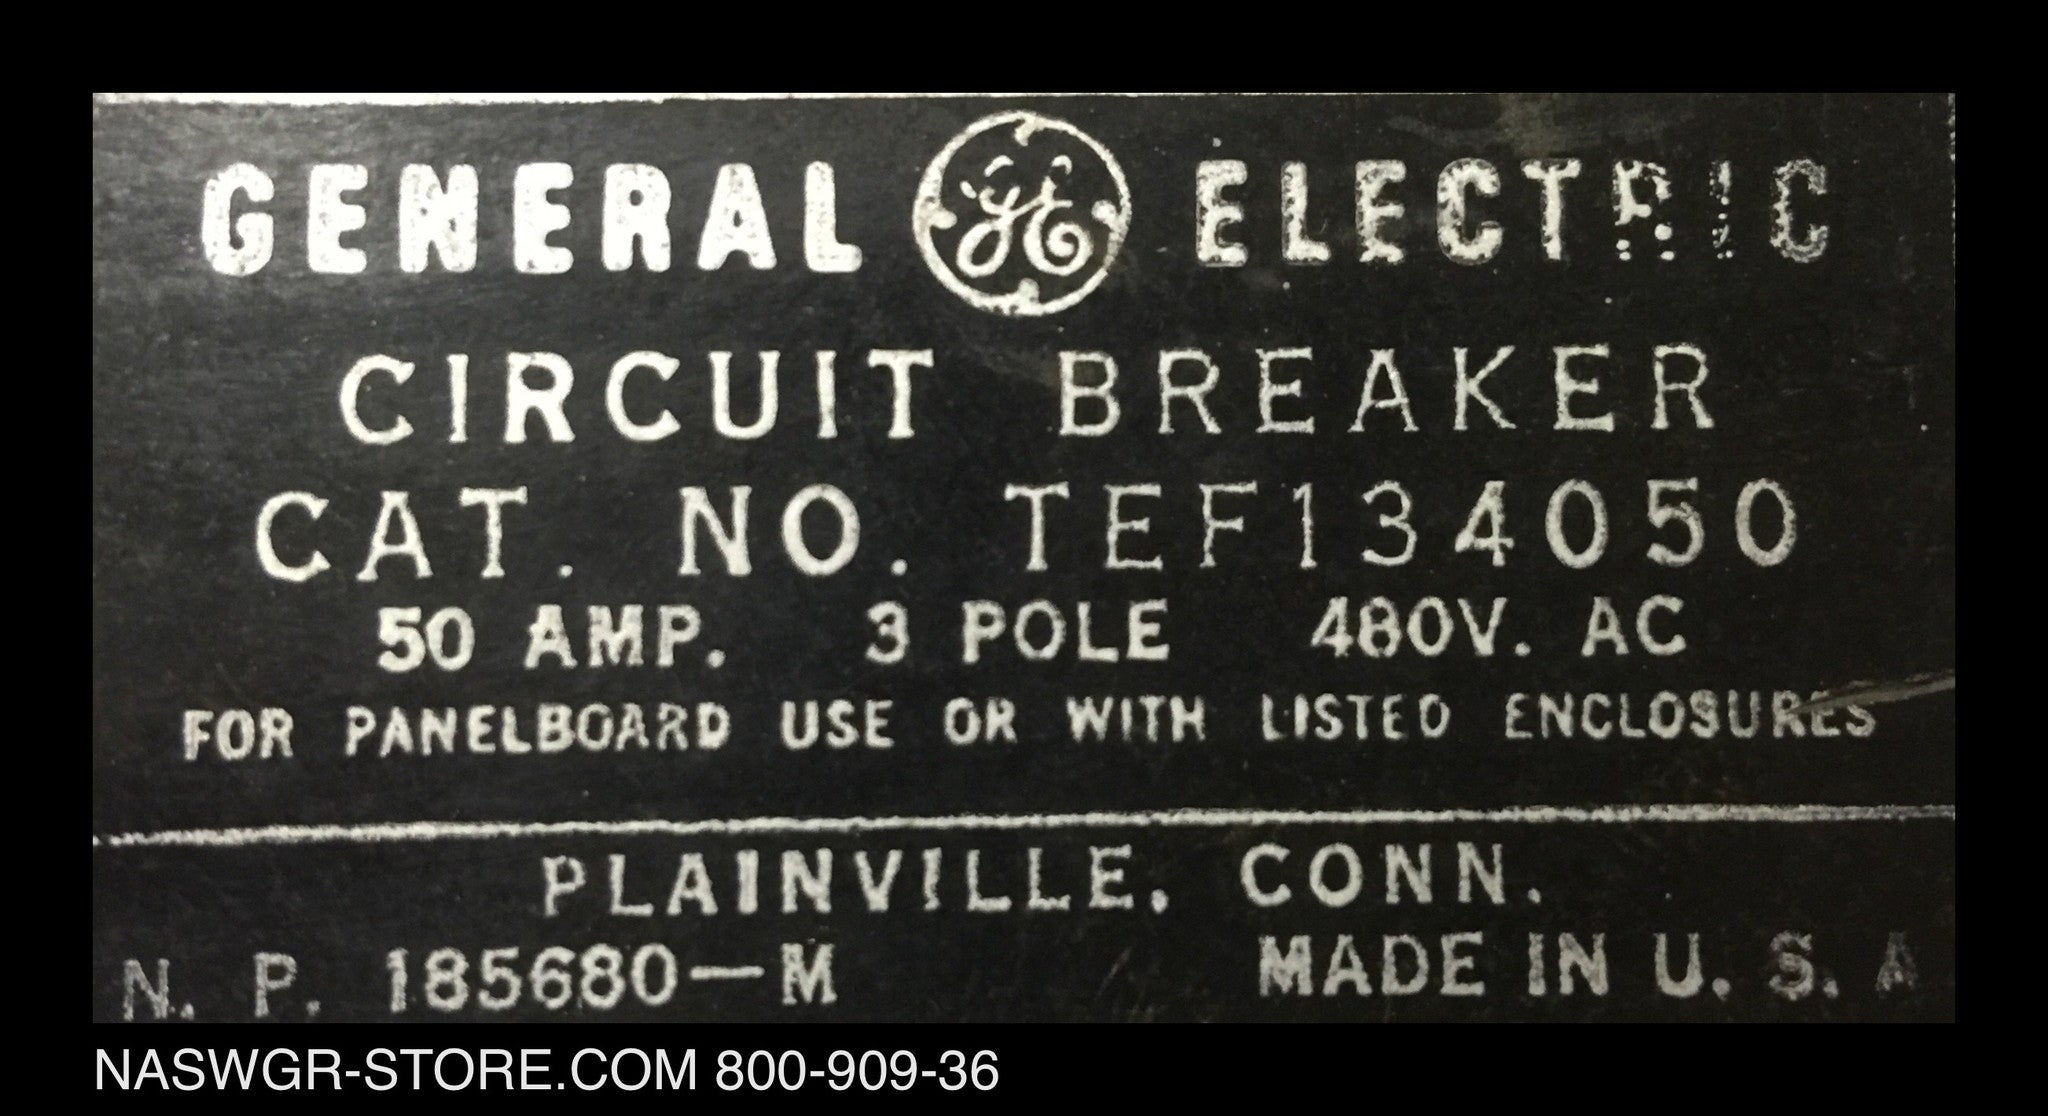 GENERAL GE ELECTRIC
CIRCUIT BREAKER
CAT. NO. TEF134050
50 AMP. 3 POLE 480V. AC
FOR PANELBOARD USE OR WITH LISTED ENCLOSURES
PLAINVILLE, CONN.
N. P. 185680-M MADE IN U. S. A
NASWGR-STORE.COM 800-909-36